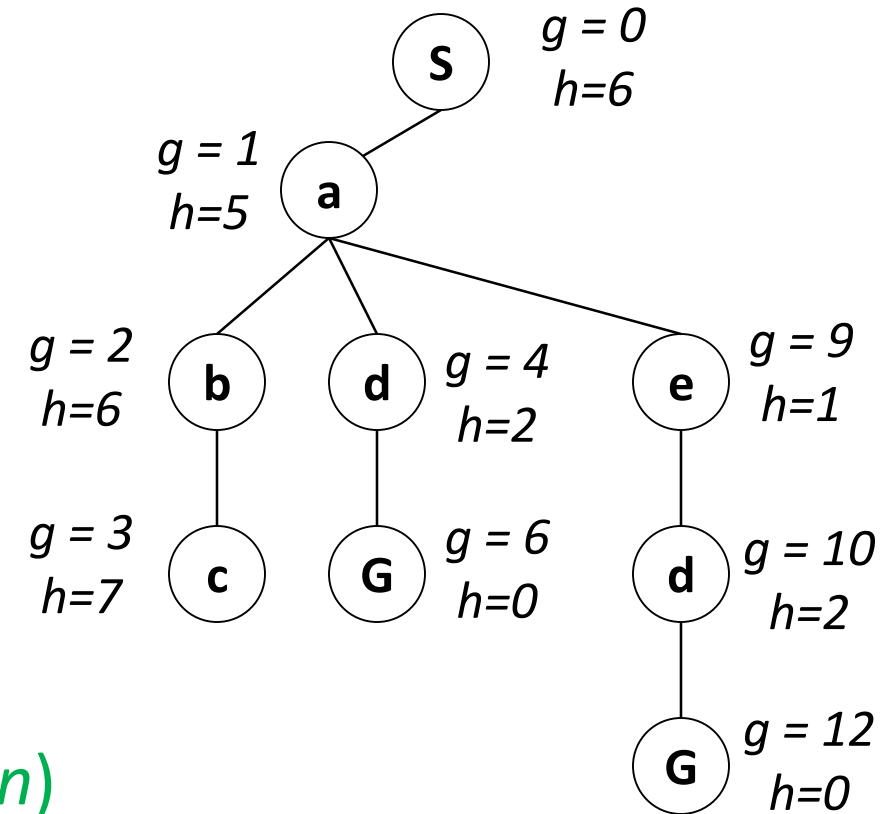 S
g = 0
h=6
g = 1
h=5
a
g = 2
h=6
b
d
g = 4
h=2
e
g = 9
h=1
g = 3
h=7
c
G
g = 6
h=0
d
g = 10
h=2
G
g = 12
h=0
n)